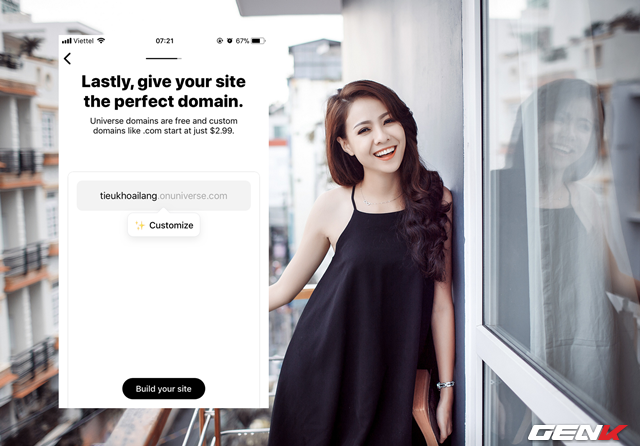 Viettel 07:21 67%
Lastly, give your site
the perfect domain.
Universe domains are free and custom
domains like .com start at just $2.99.
tieukhoailang.onuniverse.com
Customize
Build your site
GENK